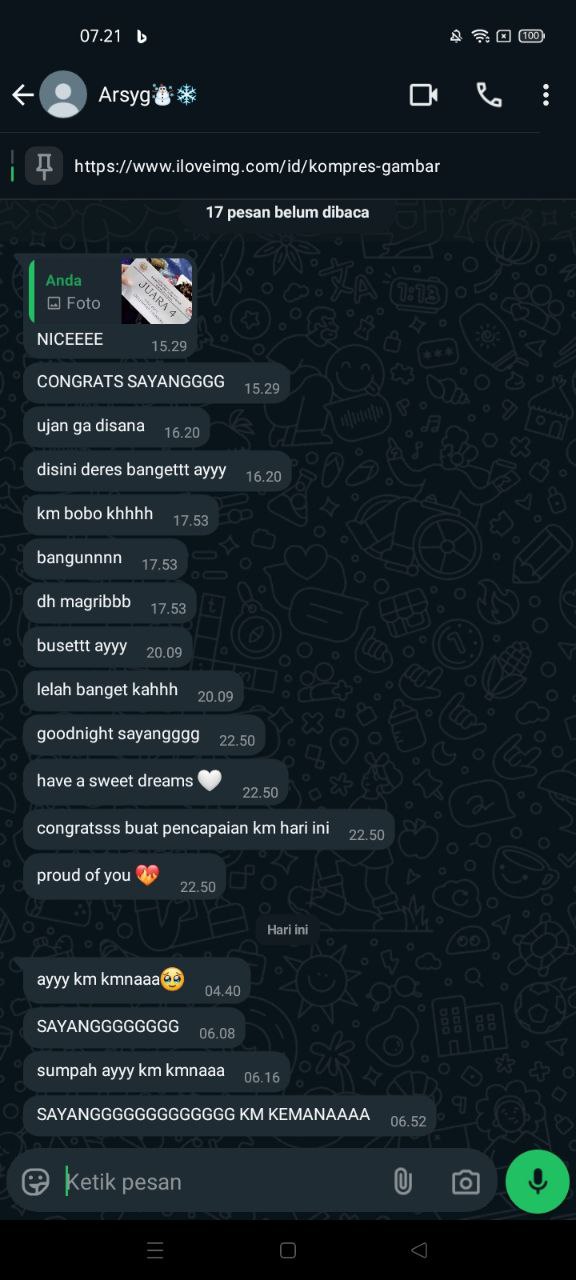 07.21
100
Arsyg
https://www.iloveimg.com/id/kompres-gambar
17 pesan belum dibaca
Anda
Foto
JUARA 4
NICEEEE 15.29
CONGRATS SAYANGGGG 15.29
ujan ga disana 16.20
disini deres bangettt ayyy 16.20
km bobo khhhh 17.53
bangunnnn 17.53
dh magribbb 17.53
busettt ayyy 20.09
lelah banget kahhh 20.09
goodnight sayangggg 22.50
have a sweet dreams🤍 22.50
congratsss buat pencapaian km hari ini 22.50
proud of you 💖 22.50
Hari ini
ayyy km kmnaaa🥹 04.40
SAYANGGGGGGGG 06.08
sumpah ayyy km kmnaaa 06.16
SAYANGGGGGGGGGGGGG KM KEMANAAAA 06.52
Ketik pesan